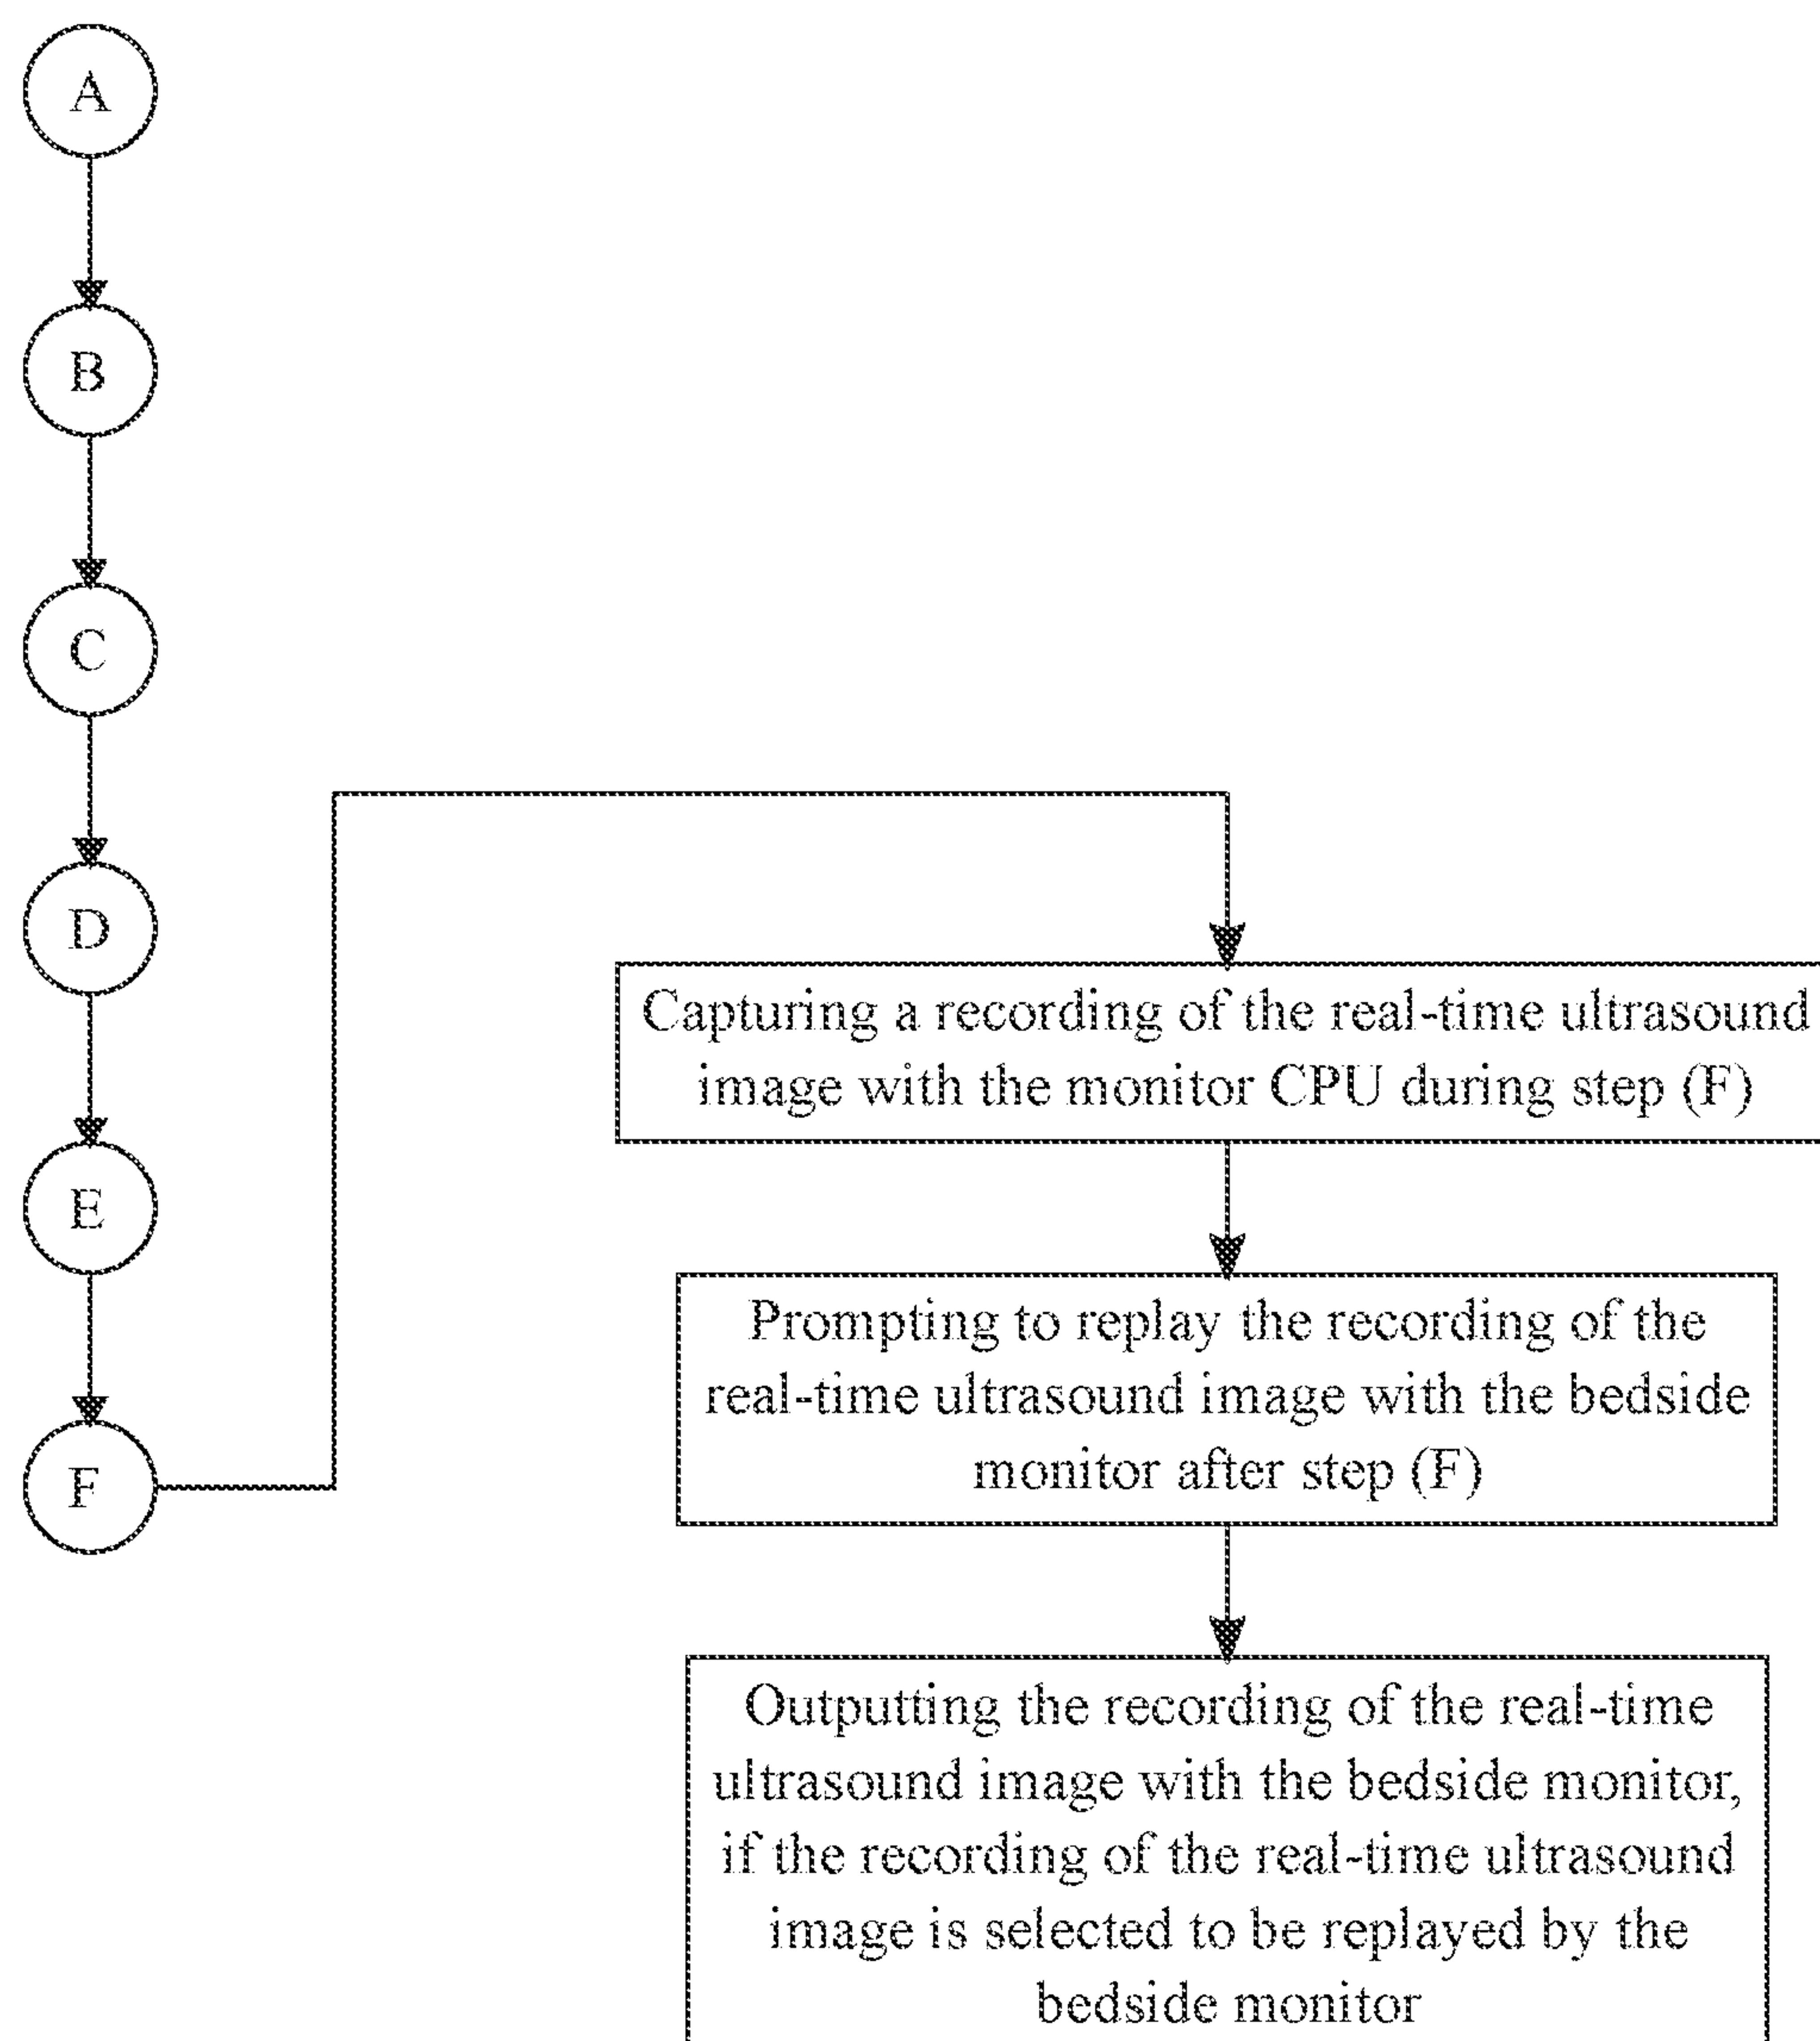 A
B
C
D
E
F
Capturing a recording of the real-time ultrasound
image with the monitor CPU during step (F)
Prompting to replay the recording of the
real-time ultrasound image with the bedside
monitor after step (F)
Outputting the recording of the real-time
ultrasound image with the bedside monitor,
if the recording of the real-time ultrasound
image is selected to be replayed by the
bedside monitor